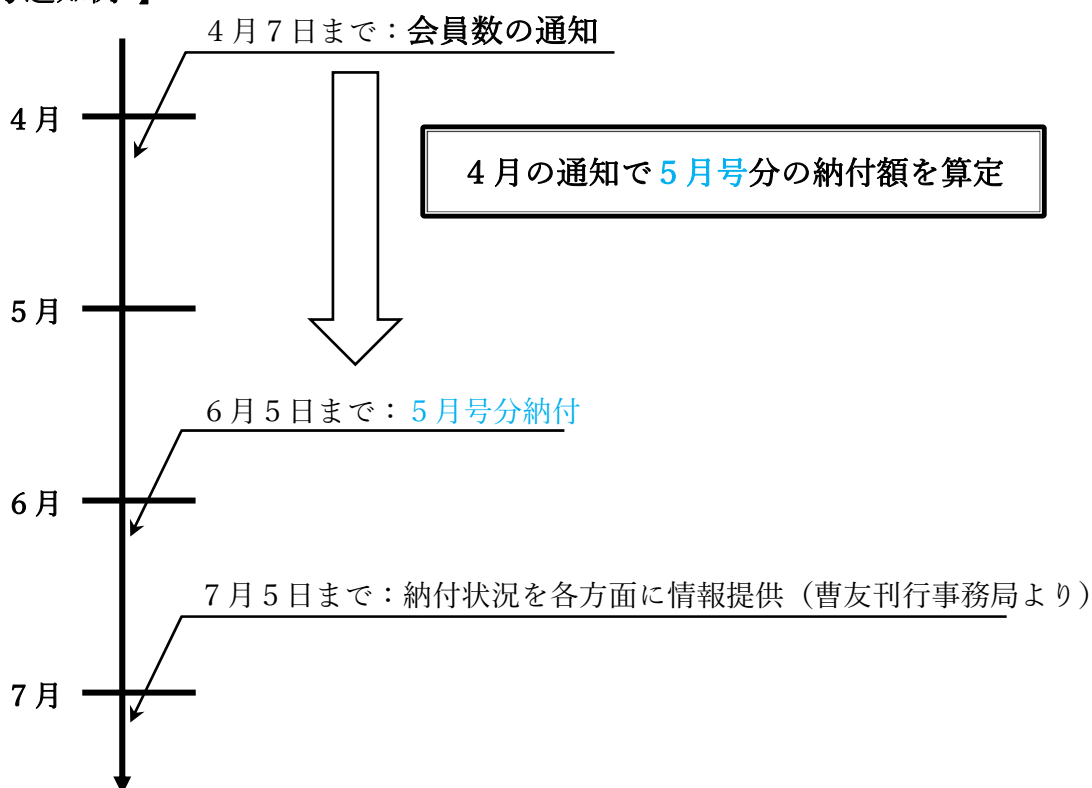 ４月７日まで：会員数の通知
４月
４月の通知で５月号分の納付額を算定
５月
６月５日まで：５月号分納付
６月
７月５日まで：納付状況を各方面に情報提供（曹友刊行事務局より）
７月